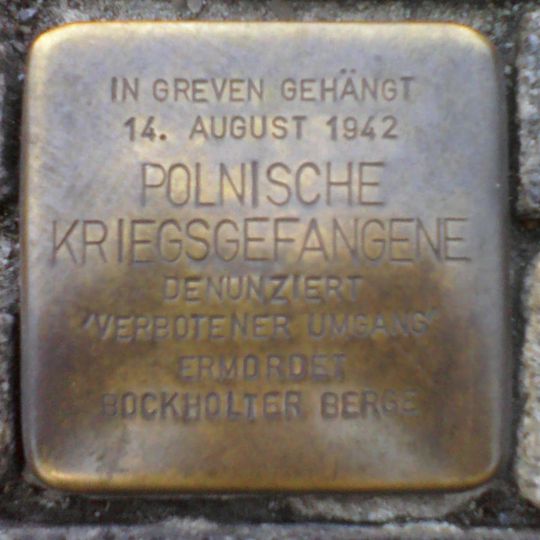 IN GREVEN GEHÄNGT
14. AUGUST 1942
POLNISCHE
KRIEGSGEFANGENE
DENUNZIERT
"VERBOTENER UMGANG"
ERMORDET
BOCKHOLTER BERGE